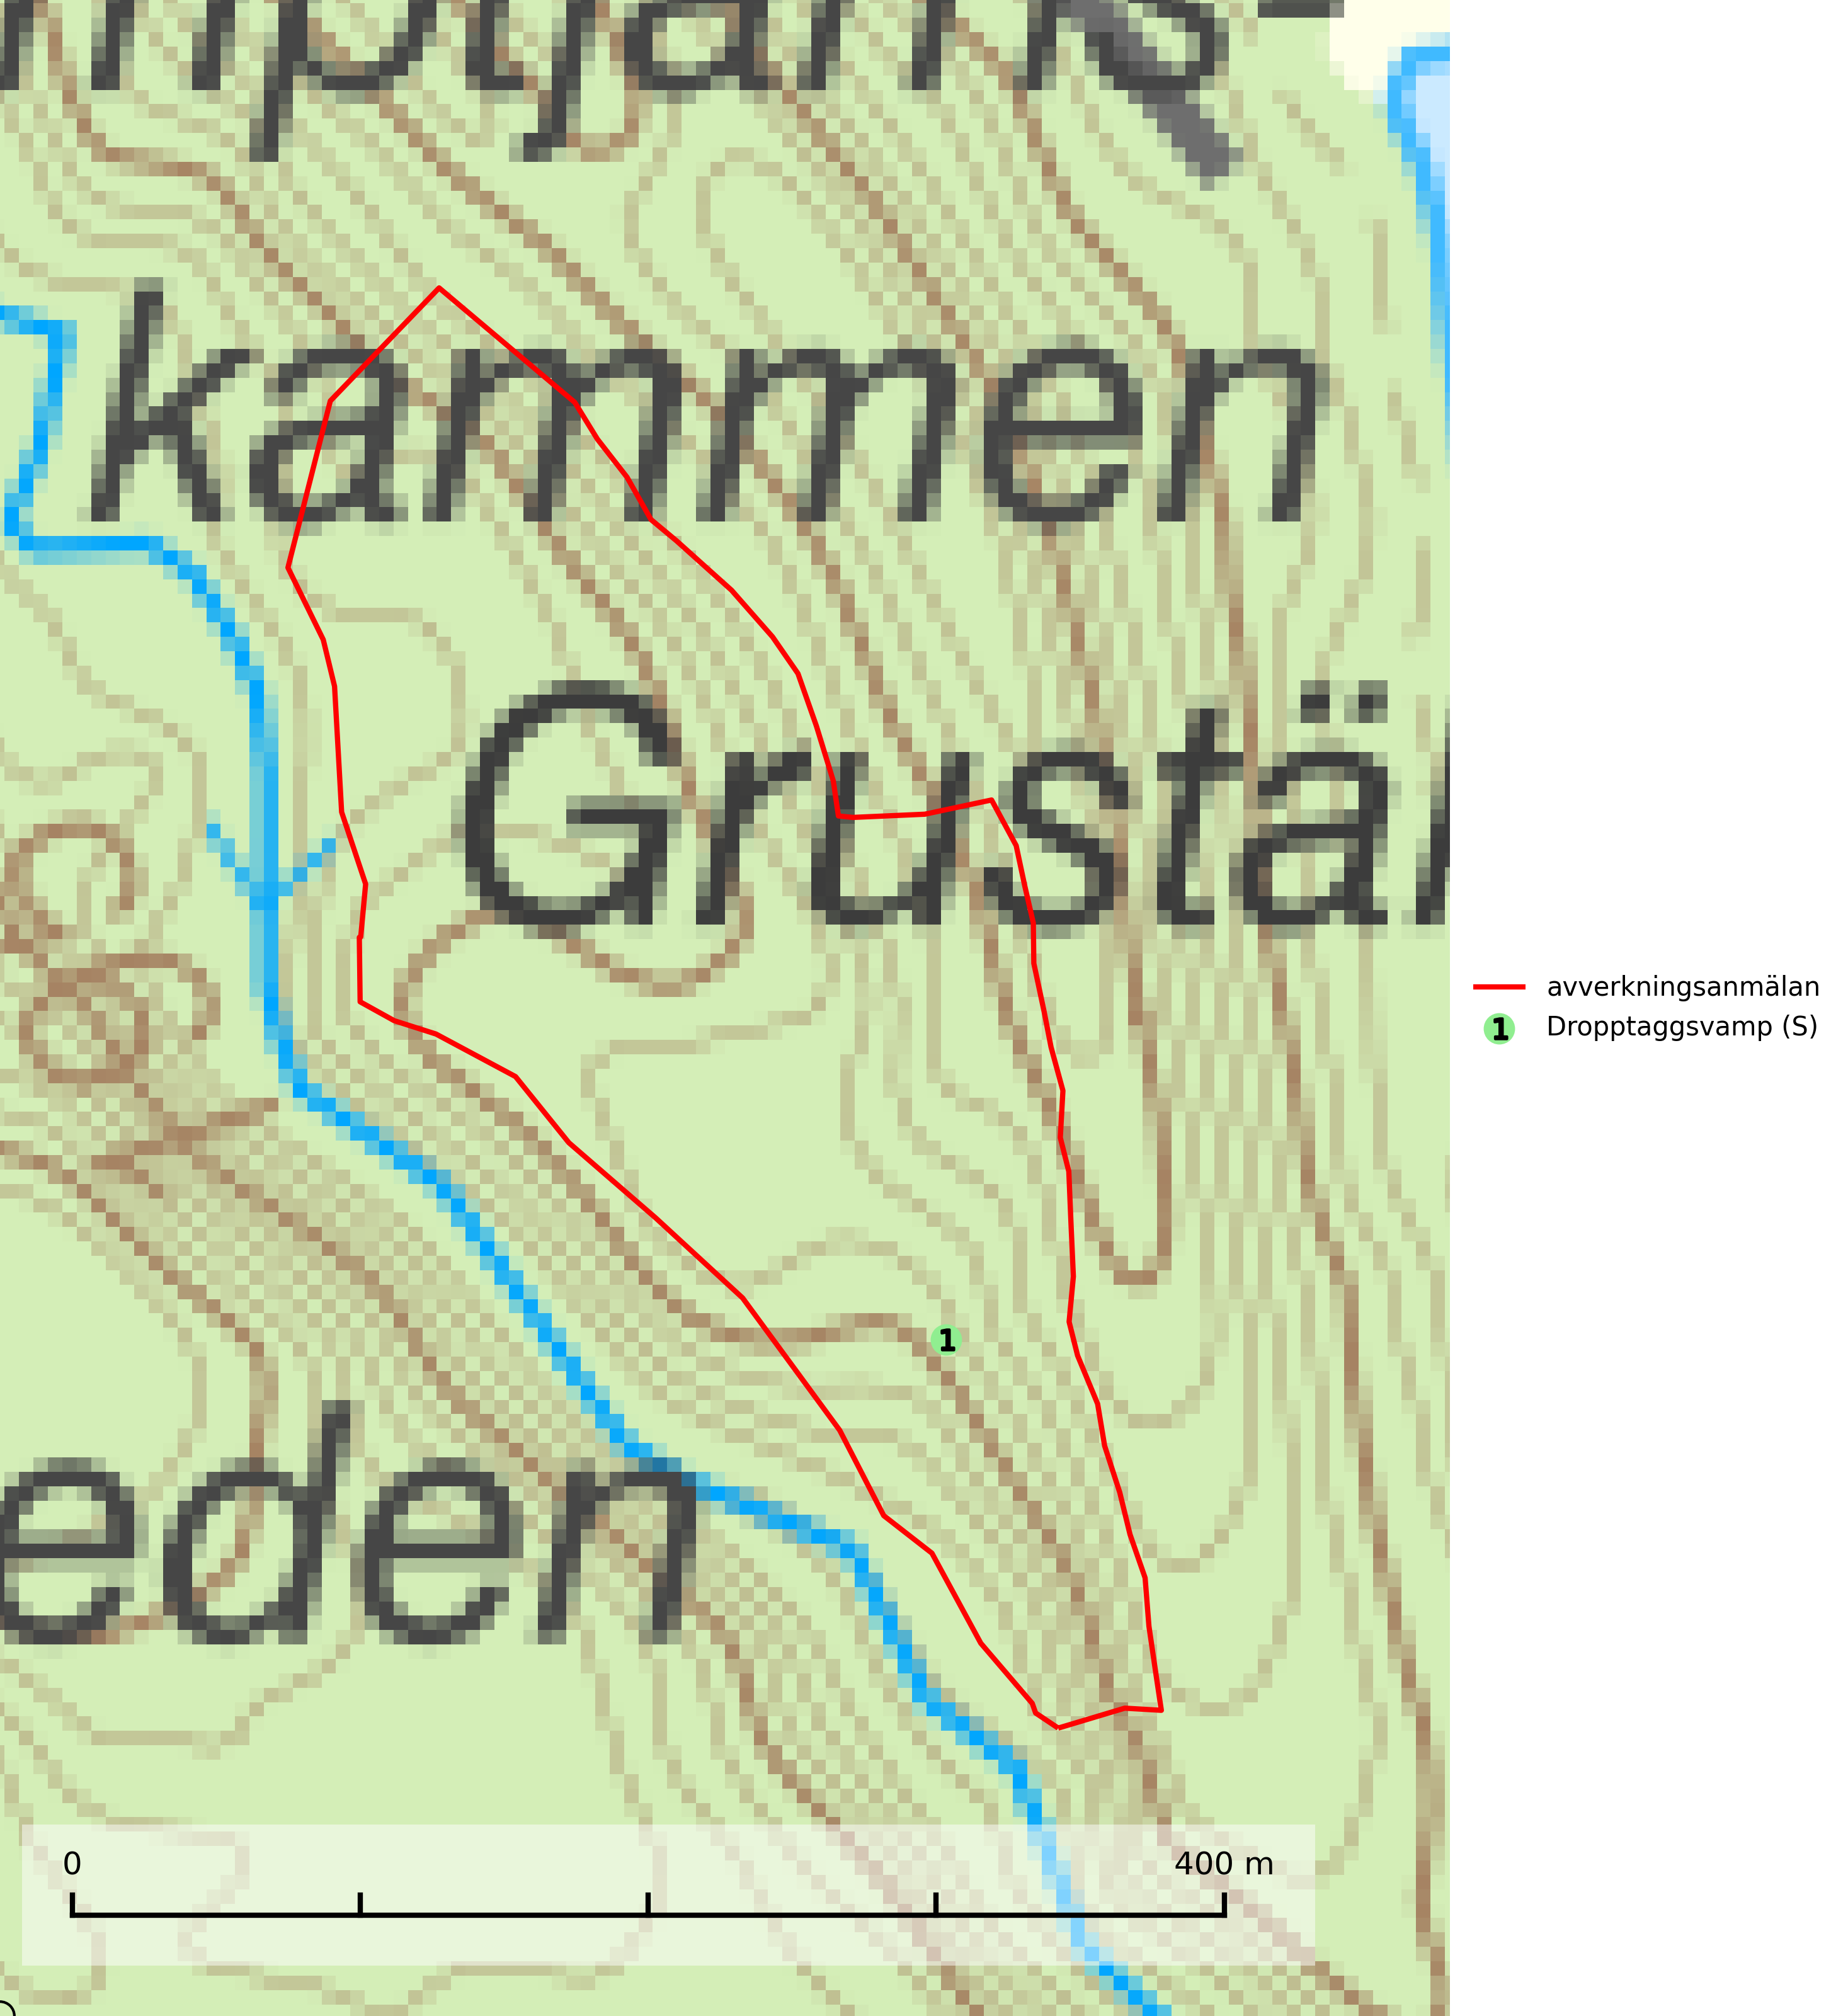 kammen
Grustä
avverkningsanmälan
1 Dropptaggsvamp (S)
1
eden
0 400 m